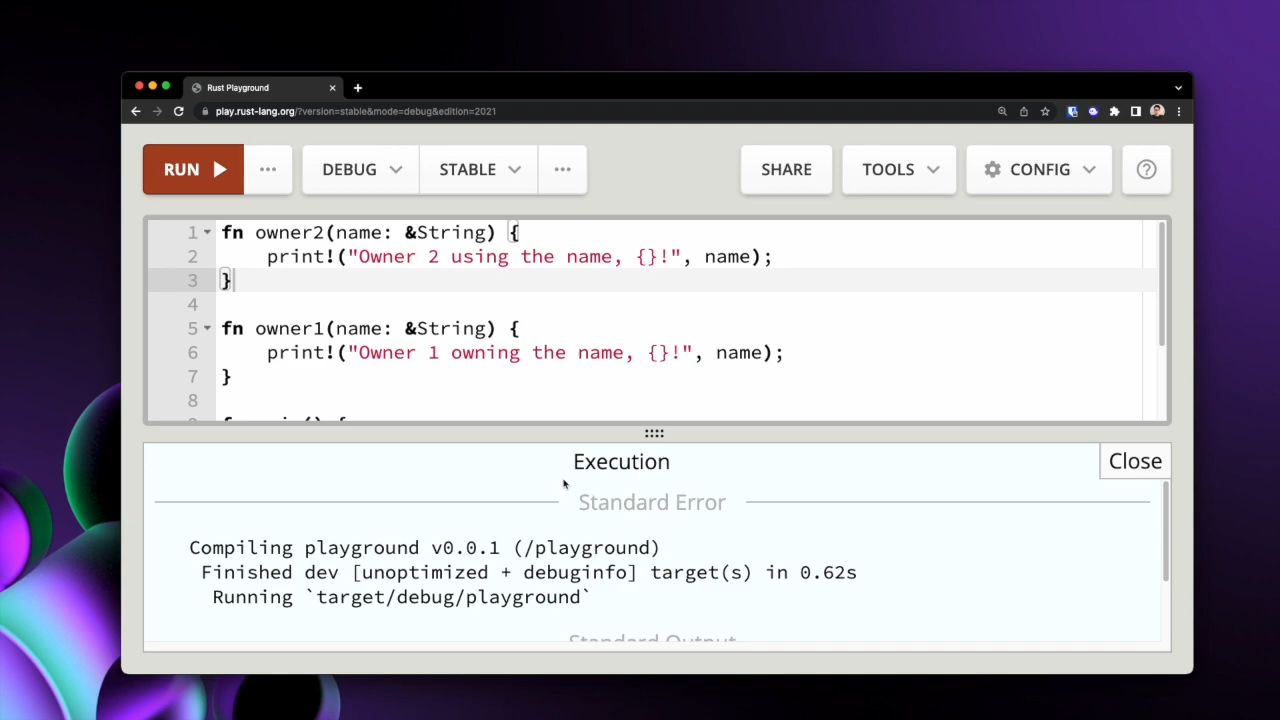 Rust Playground
play.rust-lang.org/?version=stable&mode=debug&edition=2021
RUN ... DEBUG STABLE ... SHARE TOOLS CONFIG ?
1 fn owner2(name: &String) {
2 print!("Owner 2 using the name, {}!", name);
3 }
4
5 fn owner1(name: &String) {
6 print!("Owner 1 owning the name, {}!", name);
7 }
8
Execution
Close
Standard Error
Compiling playground v0.0.1 (/playground)
Finished dev [unoptimized + debuginfo] target(s) in 0.62s
Running `target/debug/playground`
Standard Output